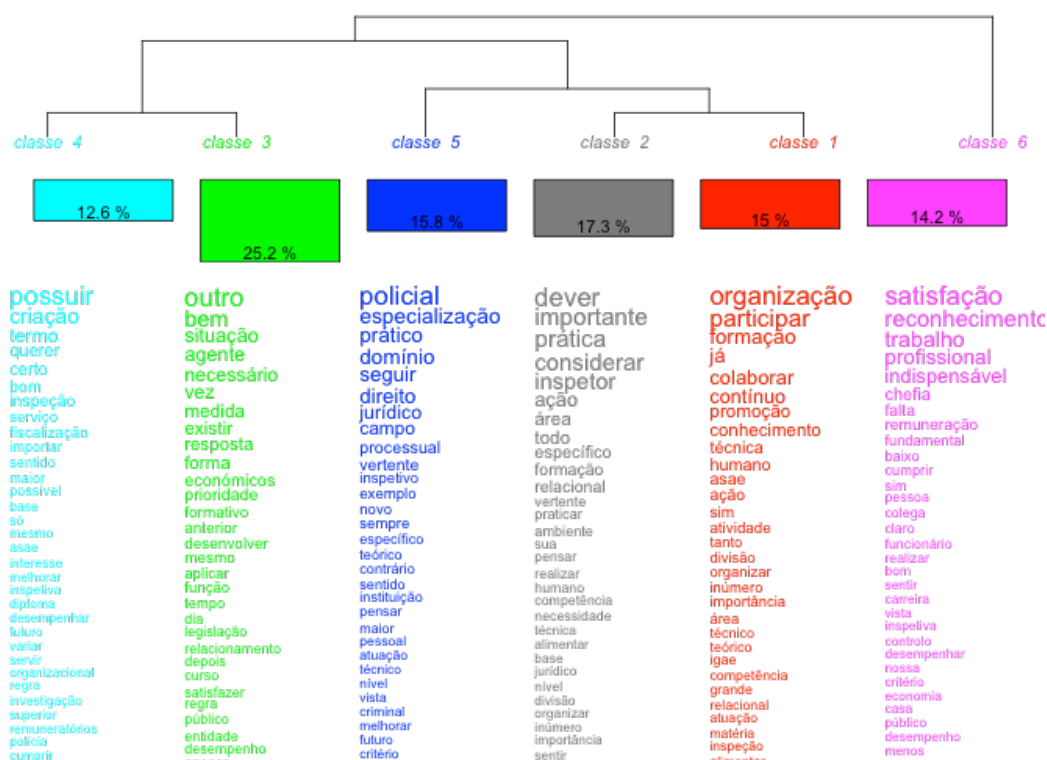 classe 4
classe 3
classe 5
classe 2
classe 1
classe 6
12.6 %
25.2 %
15.8 %
17.3 %
15 %
14.2 %
possuir
criação
termo
querer
certo
bom
inspeção
serviço
fiscalização
importar
sentido
maior
possível
base
só
mesmo
asae
interesse
melhorar
inspetiva
diploma
desempenhar
futuro
variar
servir
organizacional
regra
investigação
superior
remuneratórios
polícia
cumprir
outro
bem
situação
agente
necessário
vez
medida
existir
resposta
forma
económicos
prioridade
formativo
anterior
desenvolver
mesmo
aplicar
função
tempo
dia
legislação
relacionamento
depois
curso
satisfazer
regra
público
entidade
desempenho
policial
especialização
prático
domínio
seguir
direito
jurídico
campo
processual
vertente
inspetivo
exemplo
novo
sempre
específico
teórico
contrário
sentido
instituição
pensar
maior
pessoal
atuação
técnico
nível
vista
criminal
melhorar
futuro
critério
dever
importante
prática
considerar
inspetor
ação
área
todo
específico
formação
relacional
vertente
praticar
ambiente
sua
pensar
realizar
humano
competência
necessidade
técnica
alimentar
base
jurídico
nível
divisão
organizar
inúmero
importância
sentir
organização
participar
formação
já
colaborar
contínuo
promoção
conhecimento
técnica
humano
asae
ação
sim
atividade
tanto
divisão
organizar
inúmero
importância
área
técnico
teórico
igae
competência
grande
relacional
atuação
matéria
inspeção
satisfação
reconhecimento
trabalho
profissional
indispensável
chefia
falta
remuneração
fundamental
baixo
cumprir
sim
pessoa
colega
claro
funcionário
realizar
bom
sentir
carreira
vista
inspetiva
controlo
desempenhar
nossa
critério
economia
casa
público
desempenho
menos